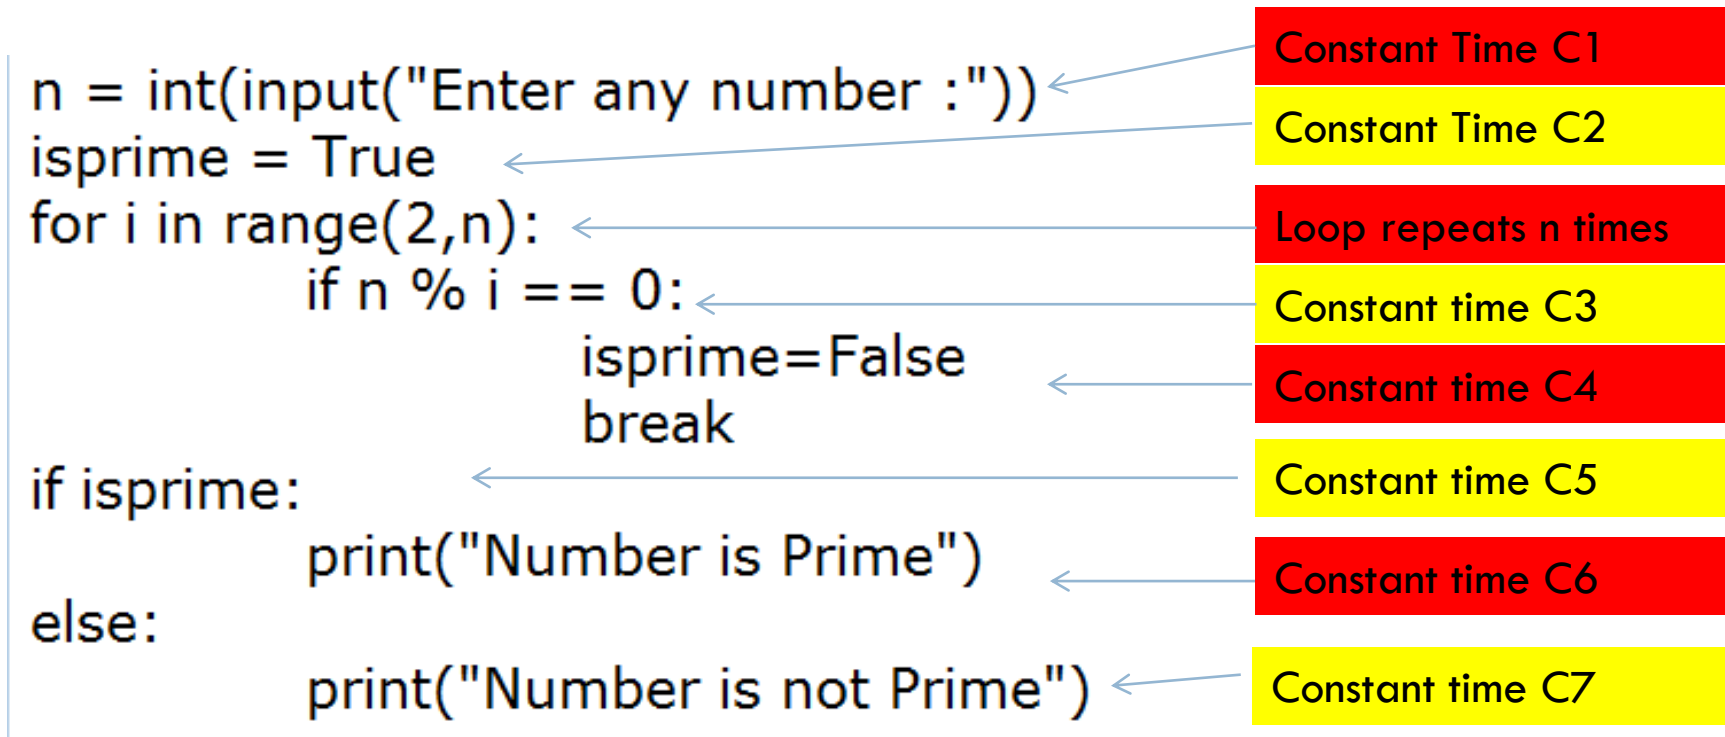 n = int(input("Enter any number :"))
isprime = True
for i in range(2,n):
if n % i == 0:
isprime=False
break
if isprime:
print("Number is Prime")
else:
print("Number is not Prime")
Constant Time C1
Constant Time C2
Loop repeats n times
Constant time C3
Constant time C4
Constant time C5
Constant time C6
Constant time C7